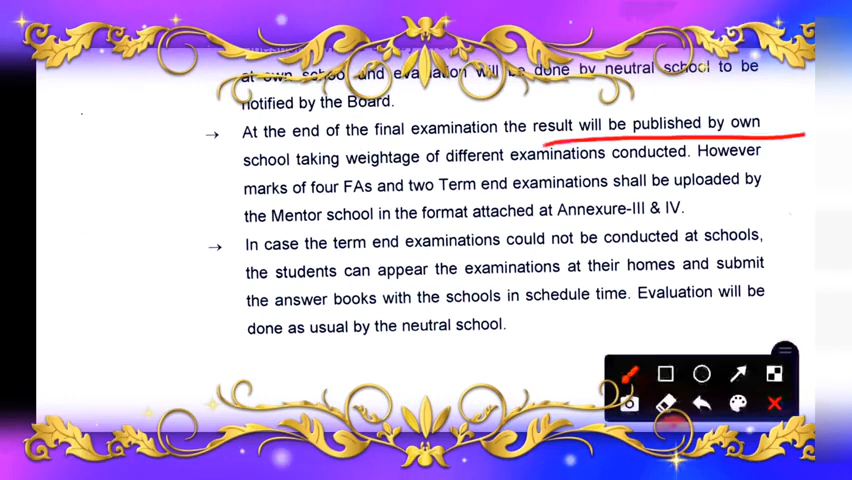 at own school and evaluation will be done by neutral school to be
notified by the Board.
→ At the end of the final examination the result will be published by own
school taking weightage of different examinations conducted. However
marks of four FAs and two Term end examinations shall be uploaded by
the Mentor school in the format attached at Annexure-III & IV.
→ In case the term end examinations could not be conducted at schools,
the students can appear the examinations at their homes and submit
the answer books with the schools in schedule time. Evaluation will be
done as usual by the neutral school.